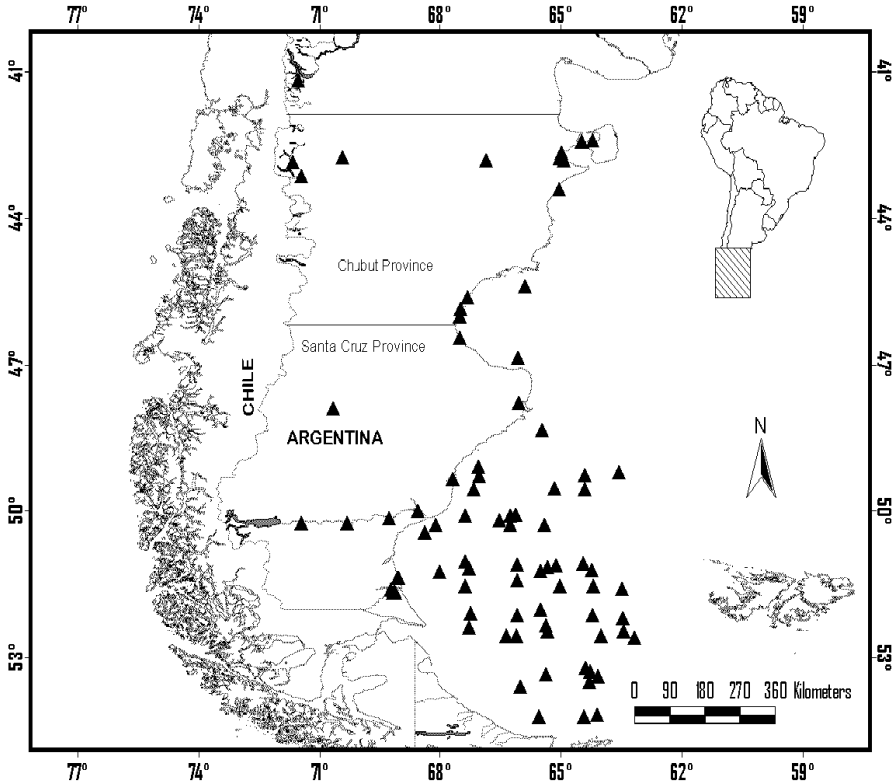 77° 74° 71° 68° 65° 62° 59°
41° 41°
44° 44°
Chubut Province
Santa Cruz Province
47° 47°
CHILE
ARGENTINA
N
50° 50°
53° 53°
0 90 180 270 360 Kilometers
77° 74° 71° 68° 65° 62° 59°